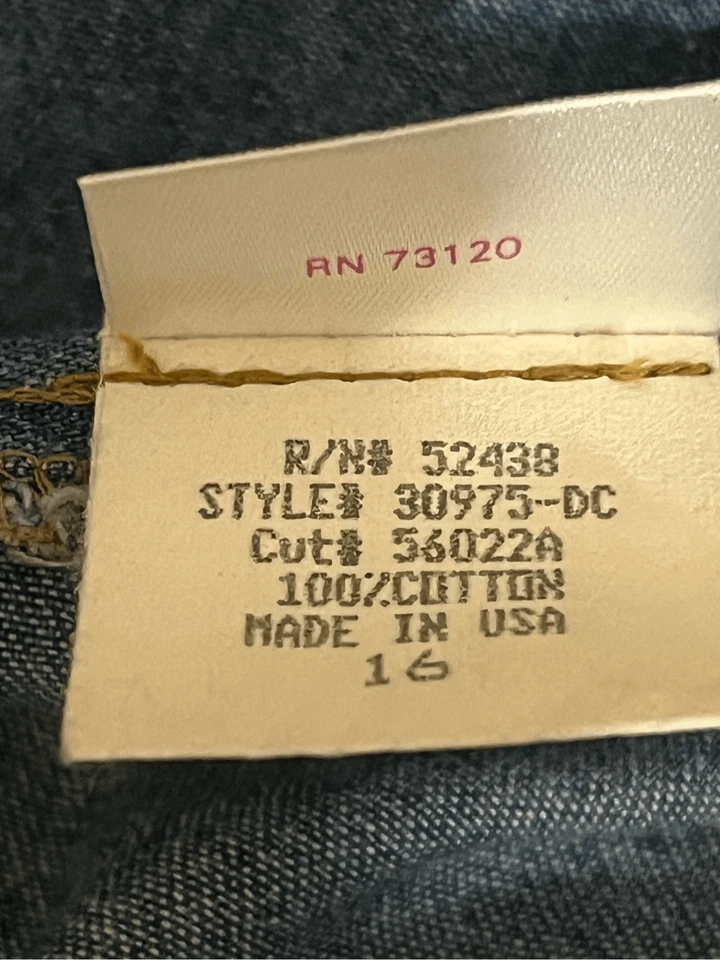 RN 73120
R/N# 52438
STYLE# 30975-DC
Cut# 56022A
100%COTTON
MADE IN USA
16